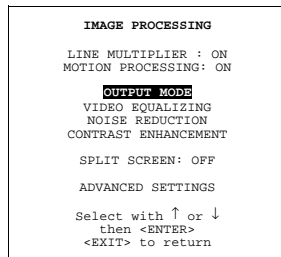 IMAGE PROCESSING
LINE MULTIPLIER : ON
MOTION PROCESSING: ON
OUTPUT MODE
VIDEO EQUALIZING
NOISE REDUCTION
CONTRAST ENHANCEMENT
SPLIT SCREEN: OFF
ADVANCED SETTINGS
Select with ↑ or ↓
then <ENTER>
<EXIT> to return